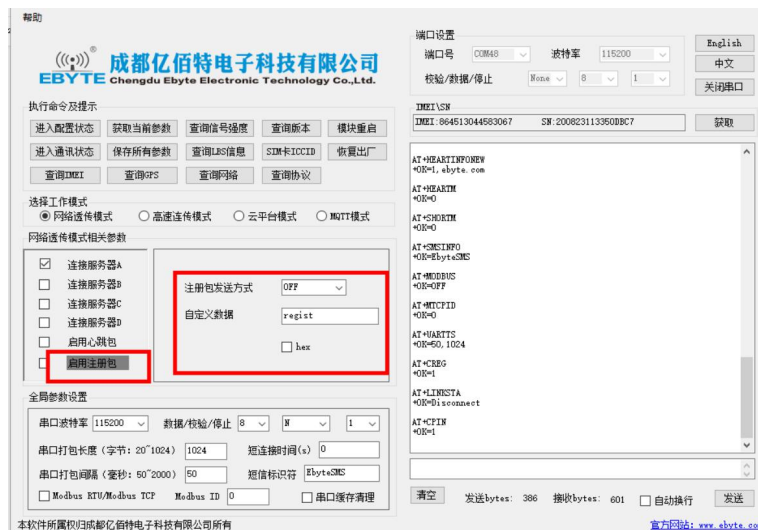 帮助
EBYTE
®
成都亿佰特电子科技有限公司
Chengdu Ebyte Electronic Technology Co.,Ltd.
端口设置
端口号 COM48 波特率 115200
校验/数据/停止 None 8 1
English
中文
关闭串口
执行命令及提示
进入配置状态 获取当前参数 查询信号强度 查询版本 模块重启
进入通讯状态 保存所有参数 查询LBS信息 SIM卡ICCID 恢复出厂
查询IMEI 查询GPS 查询网络 查询协议
IMEI\SN
IMEI:864513044583067 SN:200823113350DBC7 获取
选择工作模式
网络透传模式 高速连传模式 云平台模式 MQTT模式
网络透传模式相关参数
连接服务器A
连接服务器B
连接服务器C
连接服务器D
启用心跳包
启用注册包
注册包发送方式 OFF
自定义数据 regist
hex
全局参数设置
串口波特率 115200 数据/校验/停止 8 N 1
串口打包长度（字节：20~1024） 1024 短连接时间(s) 0
串口打包间隔（毫秒：50~2000） 50 短信标识符 EbyteSMS
Modbus RTU/Modbus TCP Modbus ID 0 串口缓存清理
AT+HEARTINFONEW
+OK=1,ebyte.com
AT+HEARTM
+OK=0
AT+SHORTM
+OK=0
AT+SMSINFO
+OK=EbyteSMS
AT+MODBUS
+OK=OFF
AT+MTCPID
+OK=0
AT+UARTTS
+OK=50,1024
AT+CREG
+OK=1
AT+LINKSTA
+OK=Disconnect
AT+CPIN
+OK=1
清空 发送bytes: 386 接收bytes: 601 自动换行 发送
本软件所属权归成都亿佰特电子科技有限公司所有
官方网站：www.ebyte.co